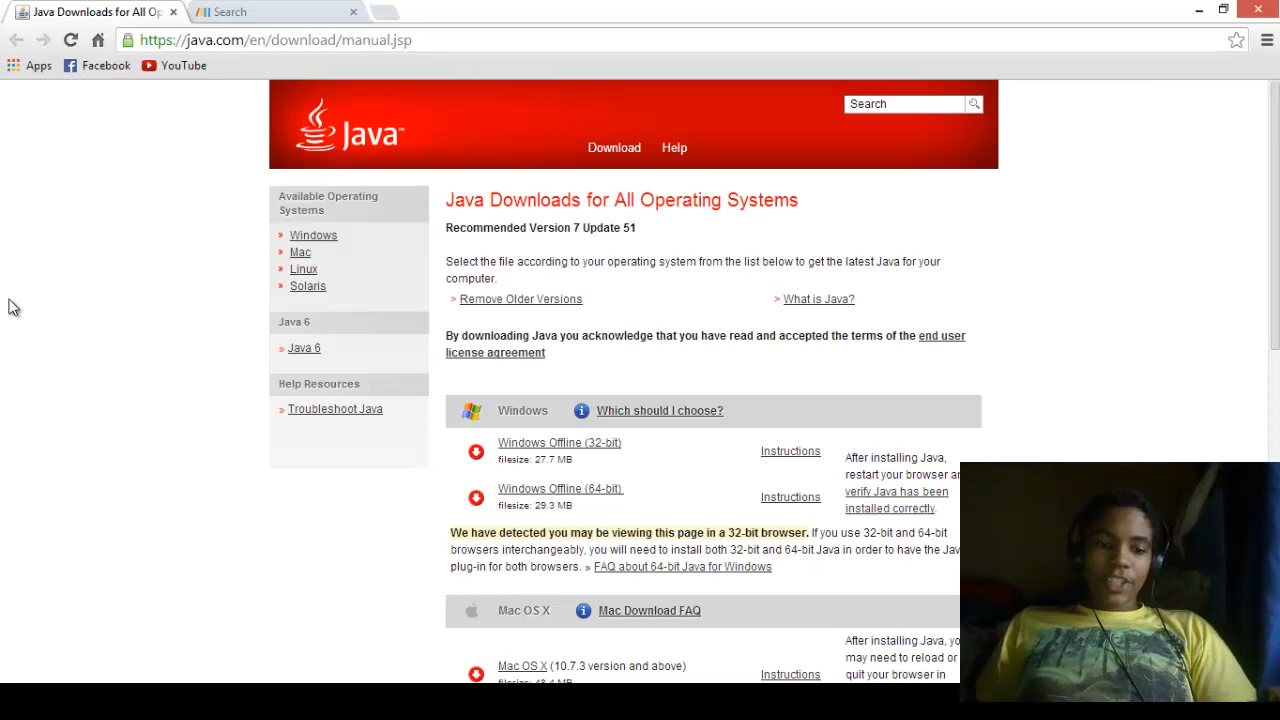 Java Downloads for All Op
Search
https://java.com/en/download/manual.jsp
Apps
Facebook
YouTube
Java™
Search
Download
Help
Available Operating
Systems
Windows
Mac
Linux
Solaris
Java 6
Java 6
Help Resources
Troubleshoot Java
Java Downloads for All Operating Systems
Recommended Version 7 Update 51
Select the file according to your operating system from the list below to get the latest Java for your
computer.
> Remove Older Versions
> What is Java?
By downloading Java you acknowledge that you have read and accepted the terms of the end user
license agreement
Windows
Which should I choose?
Windows Offline (32-bit)
filesize: 27.7 MB
Instructions
Windows Offline (64-bit)
filesize: 29.3 MB
Instructions
After installing Java,
restart your browser an
verify Java has been
installed correctly.
We have detected you may be viewing this page in a 32-bit browser. If you use 32-bit and 64-bit
browsers interchangeably, you will need to install both 32-bit and 64-bit Java in order to have the Jav
plug-in for both browsers. » FAQ about 64-bit Java for Windows
Mac OS X
Mac Download FAQ
Mac OS X (10.7.3 version and above)
filesize: 48.4 MB
Instructions
After installing Java, yo
may need to reload or
quit your browser in